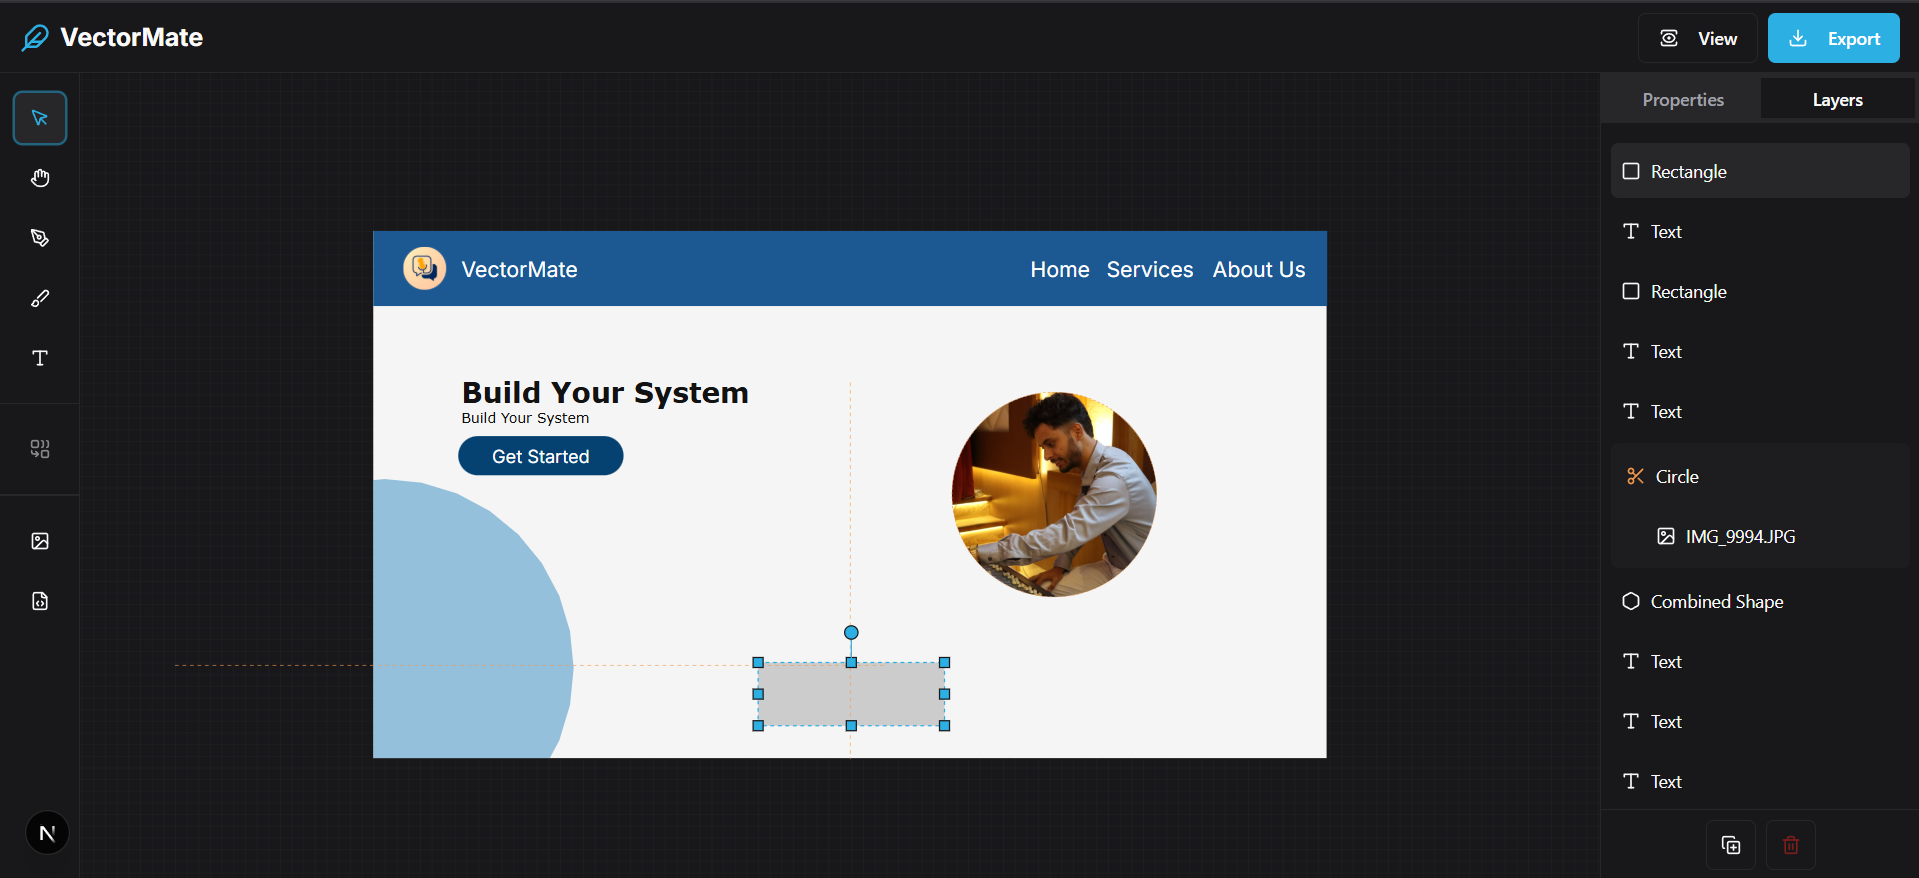 VectorMate
View
Export
Properties
Layers
Rectangle
Text
Rectangle
Text
Text
Circle
IMG_9994.JPG
Combined Shape
Text
Text
Text
VectorMate
Home Services About Us
Build Your System
Build Your System
Get Started
N